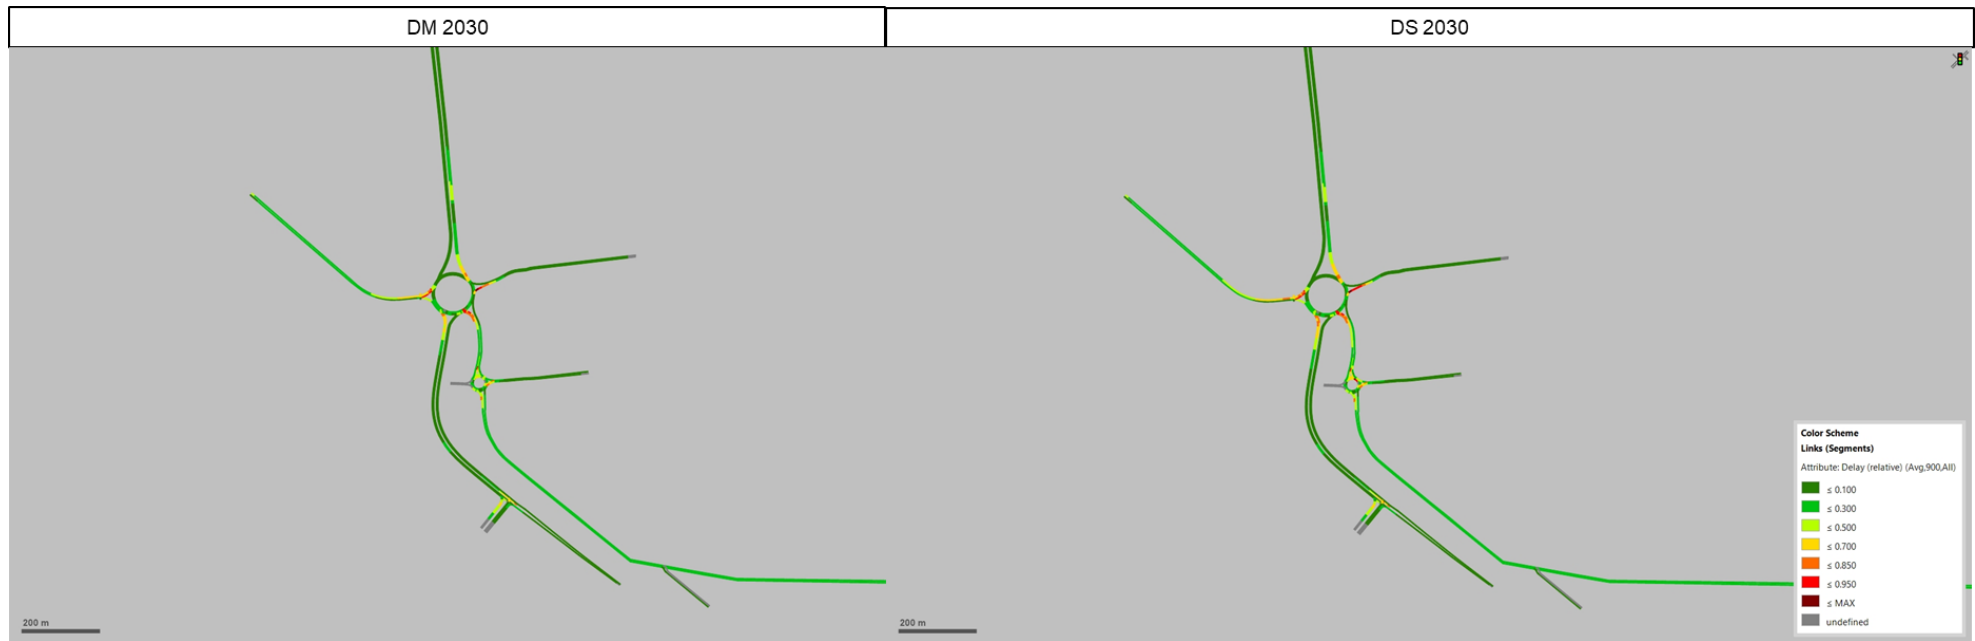 DM 2030
DS 2030
Color Scheme
Links (Segments)
Attribute: Delay (relative) (Avg,900,All)
≤ 0.100
≤ 0.300
≤ 0.500
≤ 0.700
≤ 0.850
≤ 0.950
≤ MAX
undefined
200 m
200 m